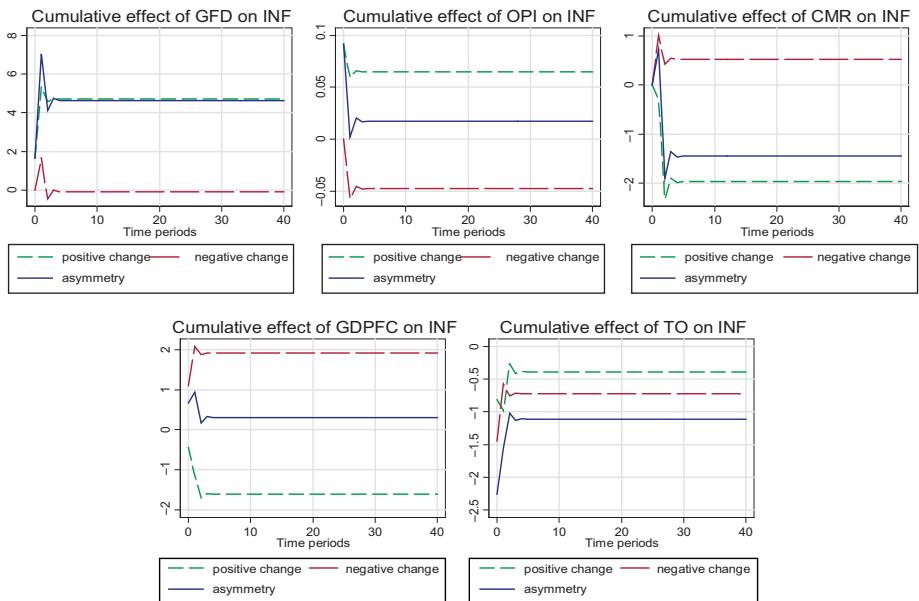 Cumulative effect of GFD on INF
8
6
4
2
0
0
10
20
30
40
Time periods
positive change
negative change
asymmetry
Cumulative effect of OPI on INF
0.1
0.05
0
−0.05
0
10
20
30
40
Time periods
positive change
negative change
asymmetry
Cumulative effect of CMR on INF
1
0
−1
−2
0
10
20
30
40
Time periods
positive change
negative change
asymmetry
Cumulative effect of GDPFC on INF
2
1
0
−1
−2
0
10
20
30
40
Time periods
positive change
negative change
asymmetry
Cumulative effect of TO on INF
0
−0.5
−1
−1.5
−2
−2.5
0
10
20
30
40
Time periods
positive change
negative change
asymmetry